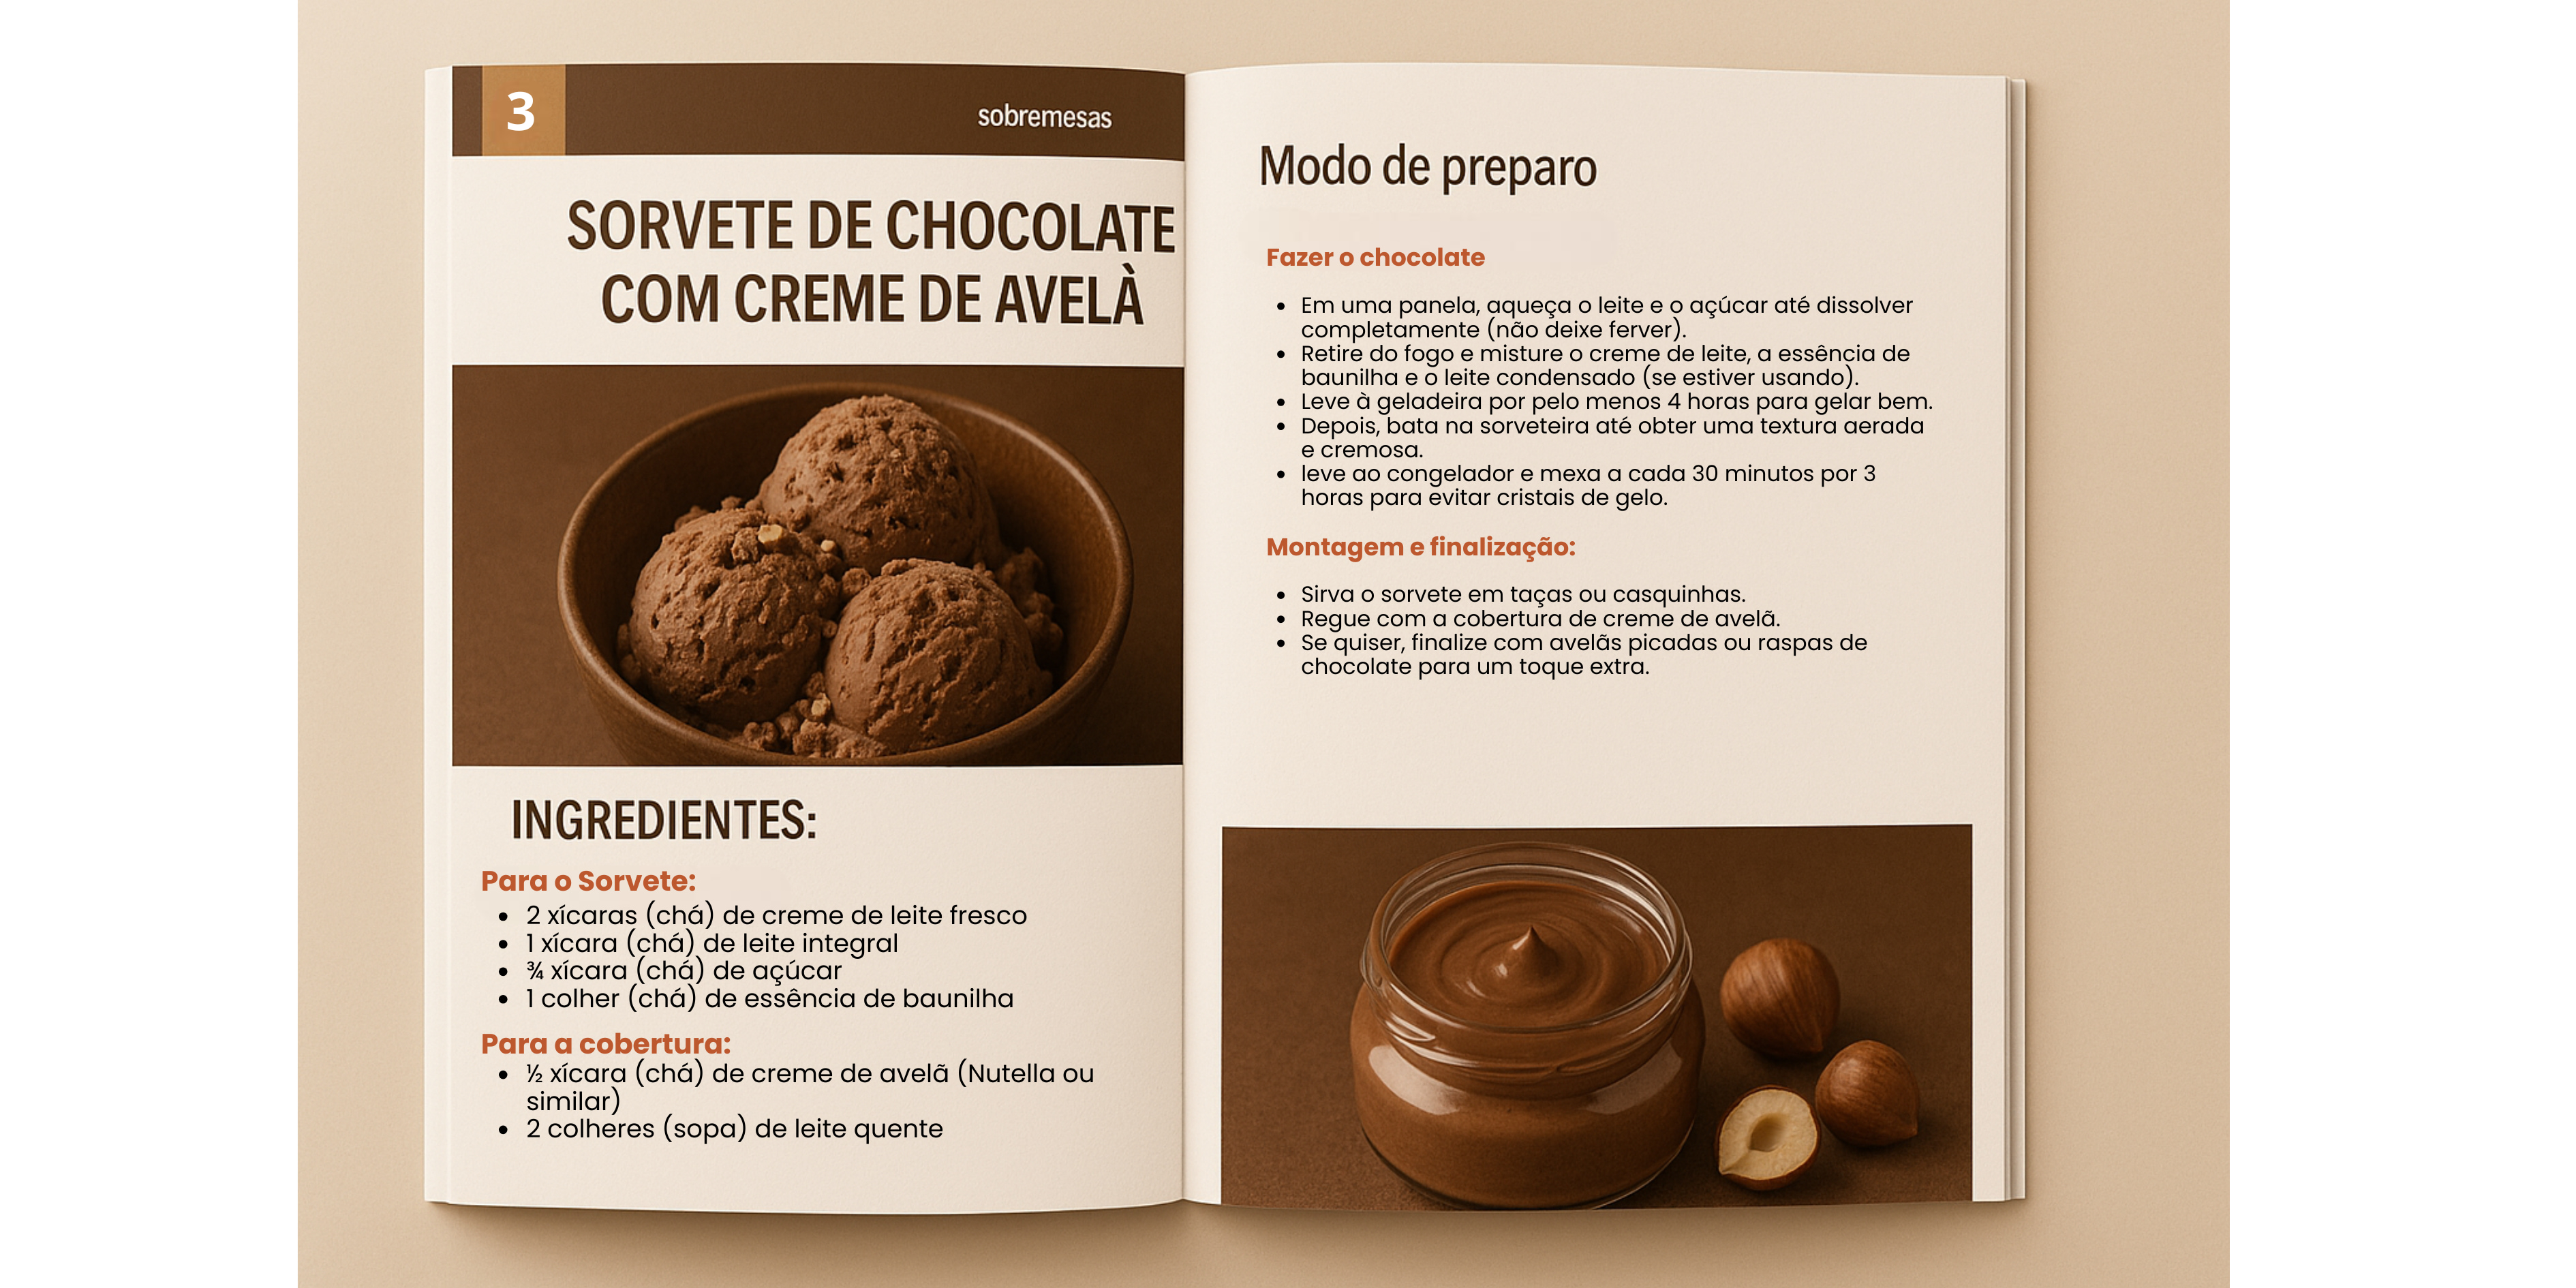 3
sobremesas
SORVETE DE CHOCOLATE
COM CREME DE AVELÀ
INGREDIENTES:
Para o Sorvete:
• 2 xícaras (chá) de creme de leite fresco
• 1 xícara (chá) de leite integral
• ¾ xícara (chá) de açúcar
• 1 colher (chá) de essência de baunilha
Para a cobertura:
• ½ xícara (chá) de creme de avelã (Nutella ou
similar)
• 2 colheres (sopa) de leite quente
Modo de preparo
Fazer o chocolate
• Em uma panela, aqueça o leite e o açúcar até dissolver
completamente (não deixe ferver).
• Retire do fogo e misture o creme de leite, a essência de
baunilha e o leite condensado (se estiver usando).
• Leve à geladeira por pelo menos 4 horas para gelar bem.
• Depois, bata na sorveteira até obter uma textura aerada
e cremosa.
• leve ao congelador e mexa a cada 30 minutos por 3
horas para evitar cristais de gelo.
Montagem e finalização:
• Sirva o sorvete em taças ou casquinhas.
• Regue com a cobertura de creme de avelã.
• Se quiser, finalize com avelãs picadas ou raspas de
chocolate para um toque extra.